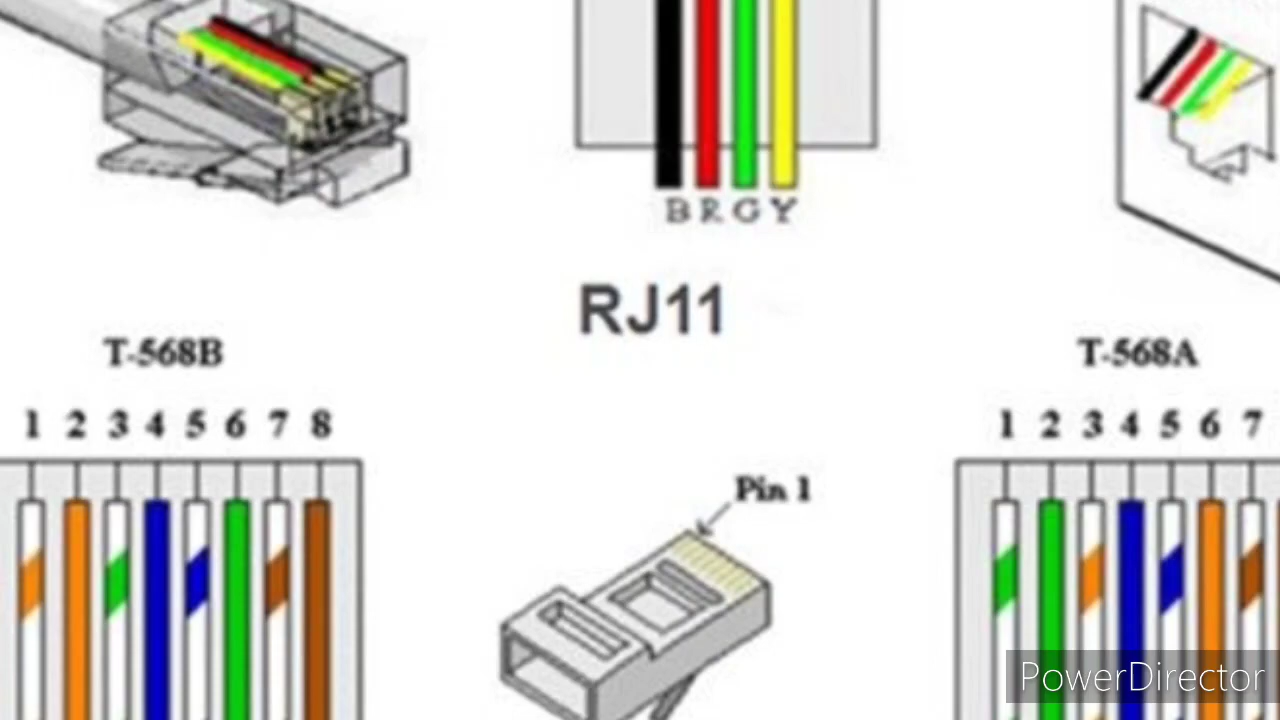 B R G Y
RJ11
T-568B
1 2 3 4 5 6 7 8
T-568A
1 2 3 4 5 6 7
Pin 1
PowerDirector